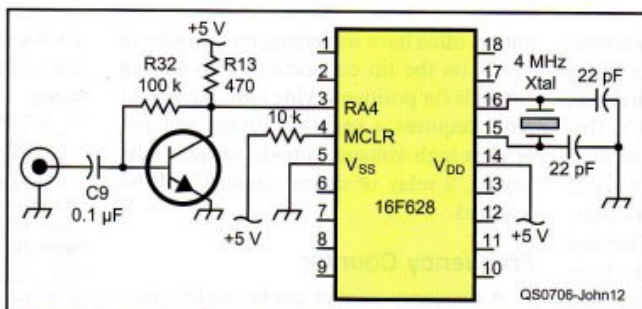 +5 V
R32
100 k
R13
470
C9
0.1 µF
10 k
+5 V
1
2
3
4
5
6
7
8
9
RA4
MCLR
VSS
VDD
16F628
18
17
16
15
14
13
12
11
10
4 MHz
Xtal
22 pF
22 pF
+5 V
QS0706-John12